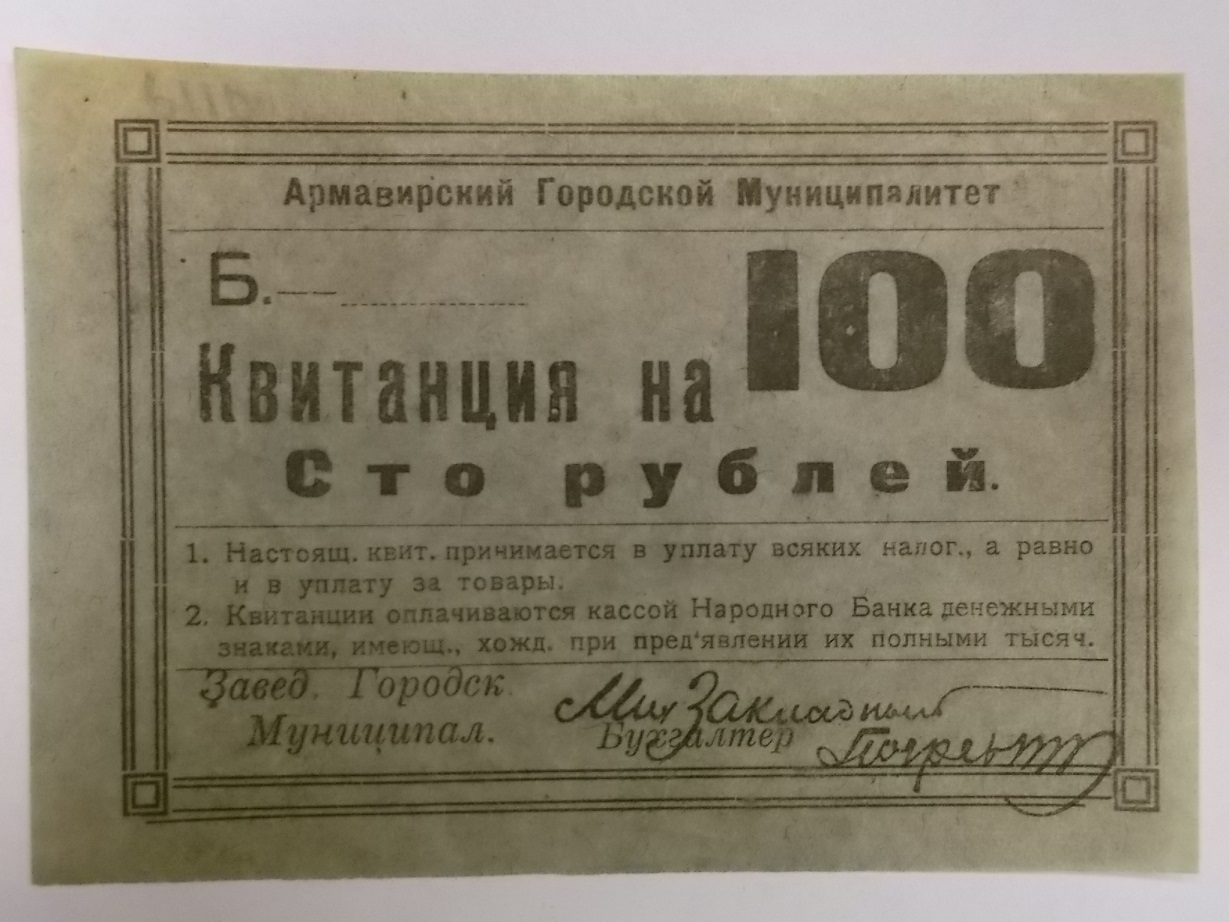 Армавирский Городской Муниципалитет
Б.—
100
Квитанция на
Сто рублей.
1. Настоящ. квит. принимается в уплату всяких налог., а равно
и в уплату за товары.
2. Квитанции оплачиваются кассой Народного Банка денежными
знаками, имеющ., хожд. при пред'явлении их полными тысяч.
Завед. Городск.
Муниципал.
Мих Закладный
Бухгалтер